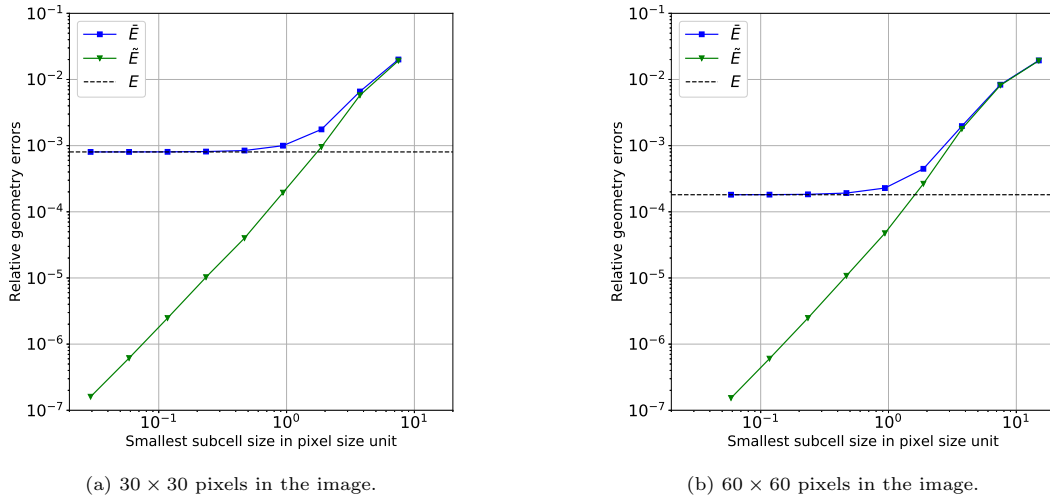 10⁻¹
10⁻²
10⁻³
10⁻⁴
10⁻⁵
10⁻⁶
10⁻⁷
Relative geometry errors
Ē
Ẽ
E
10⁻¹ 10⁰ 10¹
Smallest subcell size in pixel size unit
(a) 30 × 30 pixels in the image.
10⁻¹
10⁻²
10⁻³
10⁻⁴
10⁻⁵
10⁻⁶
10⁻⁷
Relative geometry errors
Ē
Ẽ
E
10⁻¹ 10⁰ 10¹
Smallest subcell size in pixel size unit
(b) 60 × 60 pixels in the image.